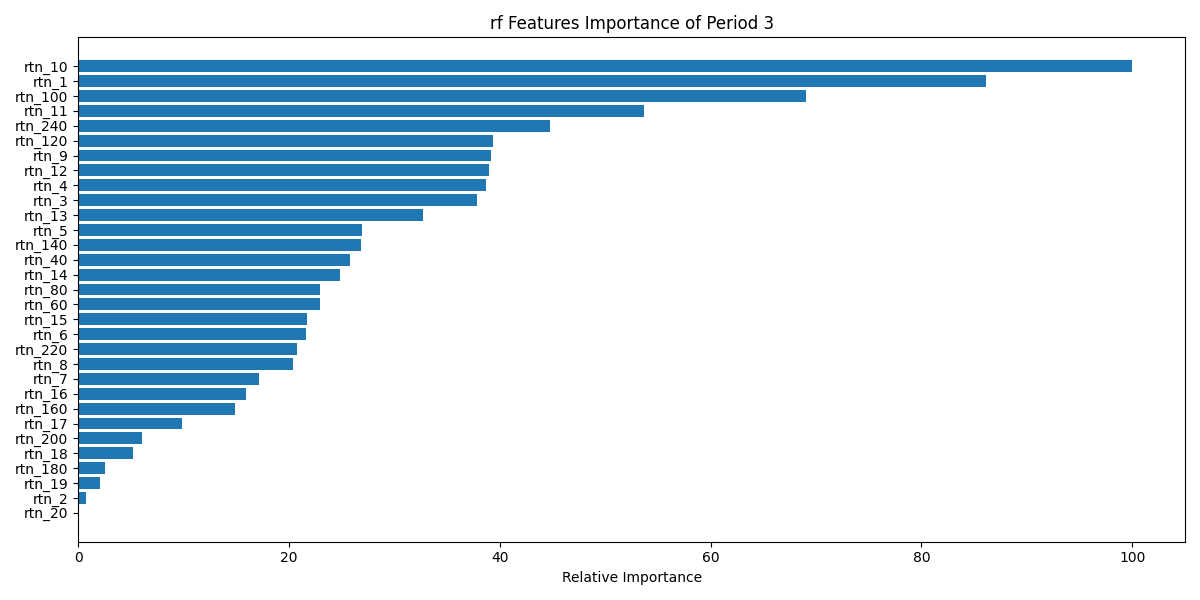 rf Features Importance of Period 3
rtn_10
rtn_1
rtn_100
rtn_11
rtn_240
rtn_120
rtn_9
rtn_12
rtn_4
rtn_3
rtn_13
rtn_5
rtn_140
rtn_40
rtn_14
rtn_80
rtn_60
rtn_15
rtn_6
rtn_220
rtn_8
rtn_7
rtn_16
rtn_160
rtn_17
rtn_200
rtn_18
rtn_180
rtn_19
rtn_2
rtn_20
0 20 40 60 80 100
Relative Importance